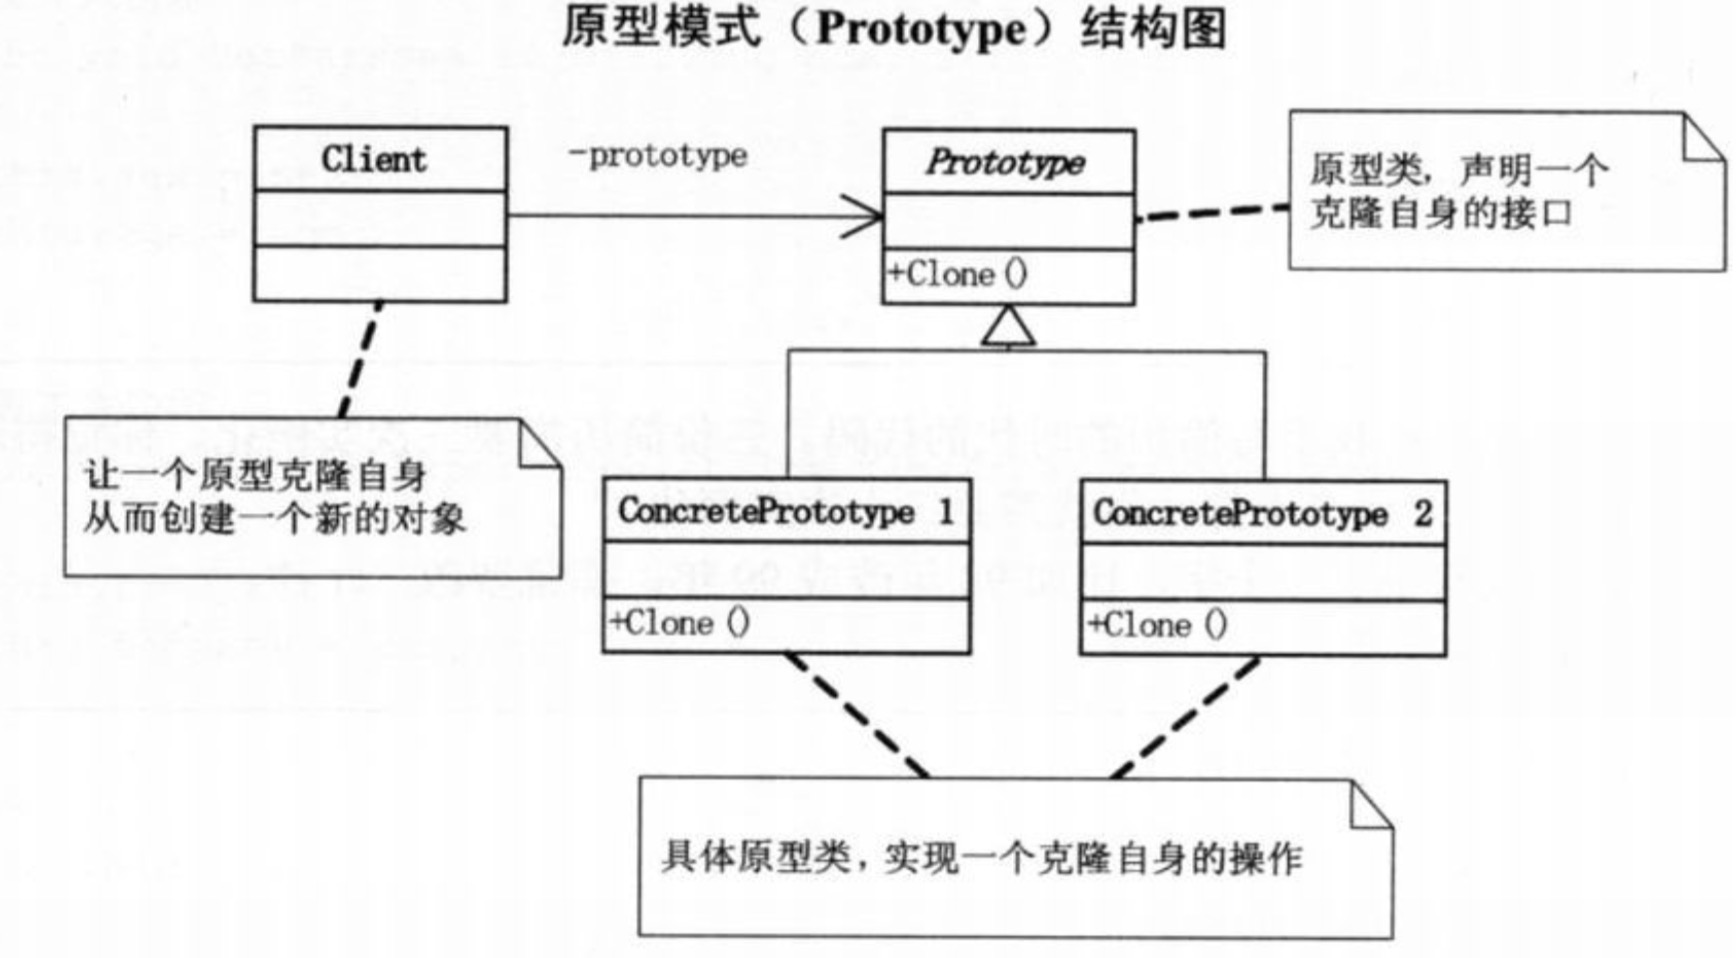 原型模式（Prototype）结构图
Client
-prototype
Prototype
+Clone()
原型类，声明一个
克隆自身的接口
让一个原型克隆自身
从而创建一个新的对象
ConcretePrototype 1
+Clone()
ConcretePrototype 2
+Clone()
具体原型类，实现一个克隆自身的操作